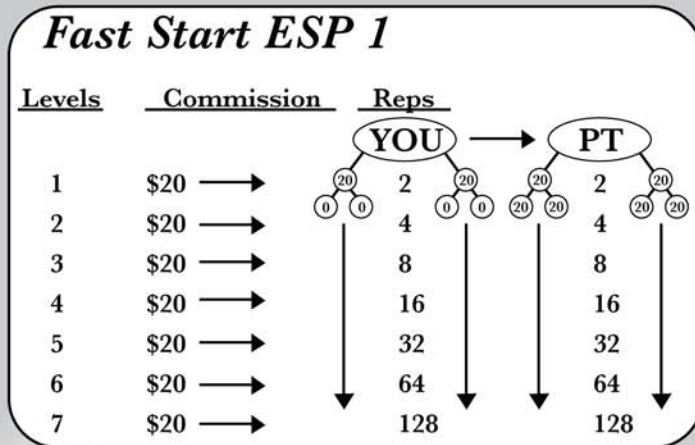 Fast Start ESP 1
Levels Commission Reps
YOU PT
1 $20 20 2 20 20 2 20
0 0 0 0 20 20 20 20
2 $20 4 4
3 $20 8 8
4 $20 16 16
5 $20 32 32
6 $20 64 64
7 $20 128 128